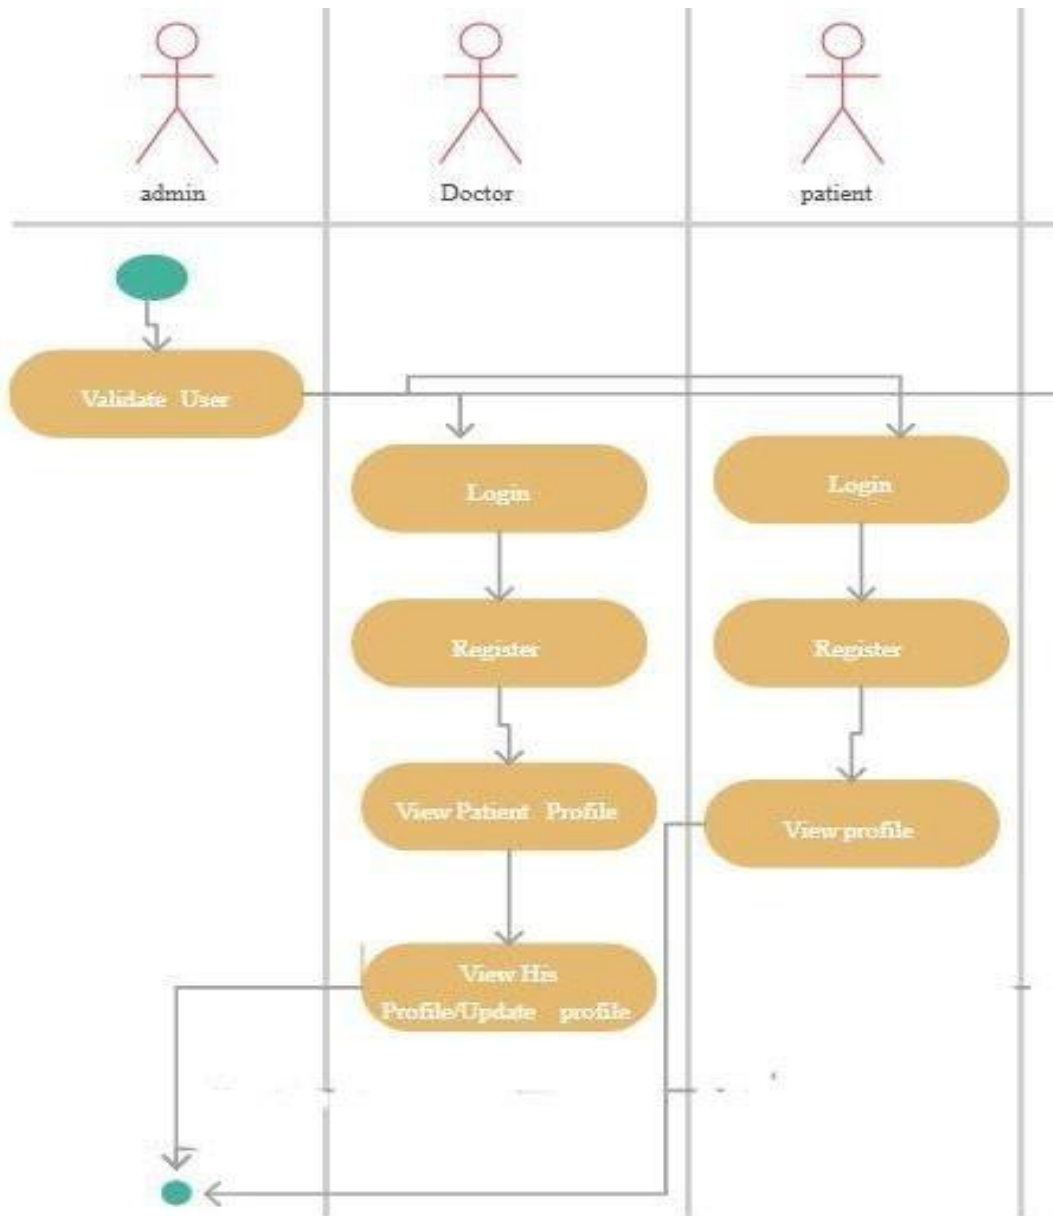 admin
Doctor
patient
Validate User
Login
Login
Register
Register
View Patient Profile
View profile
View His
Profile/Update profile